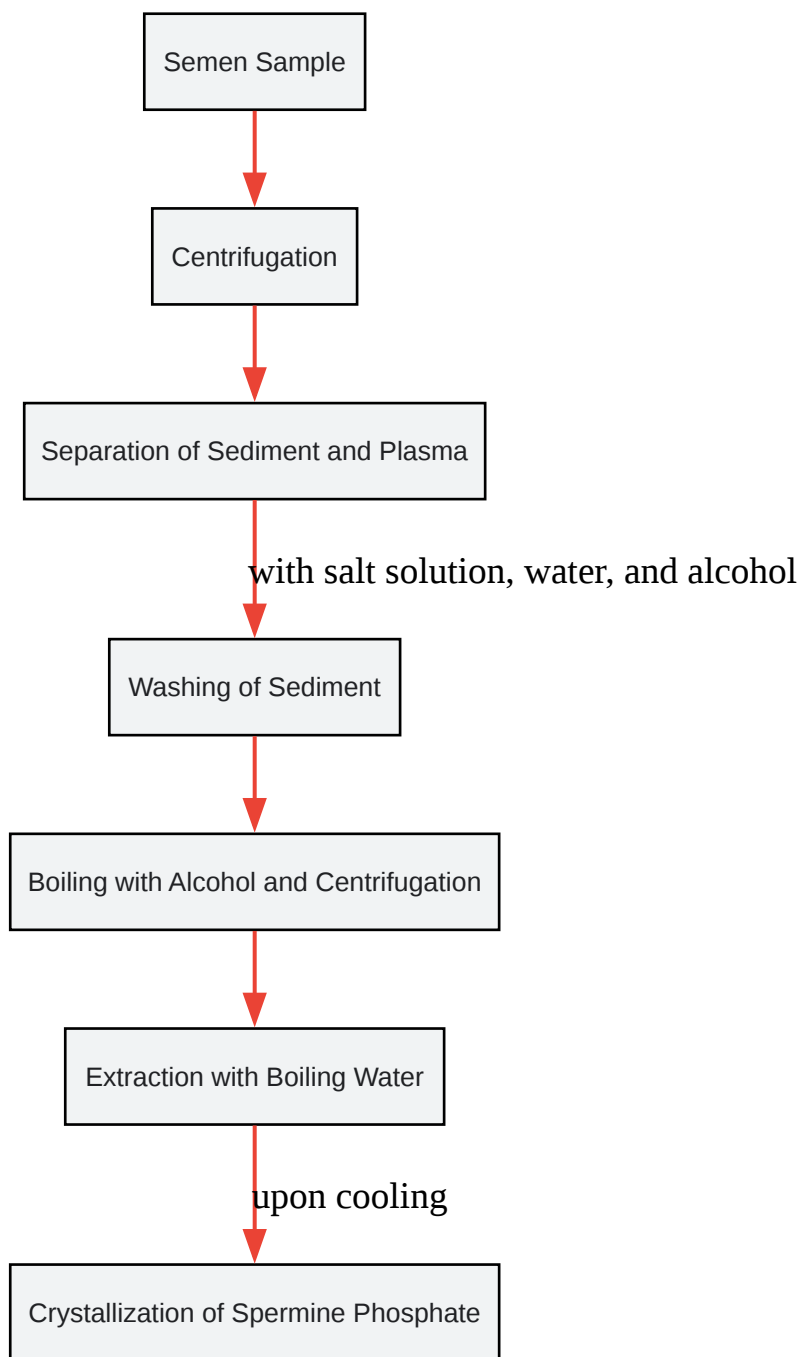 Semen Sample
Centrifugation
Separation of Sediment and Plasma
with salt solution, water, and alcohol
Washing of Sediment
Boiling with Alcohol and Centrifugation
Extraction with Boiling Water
upon cooling
Crystallization of Spermine Phosphate